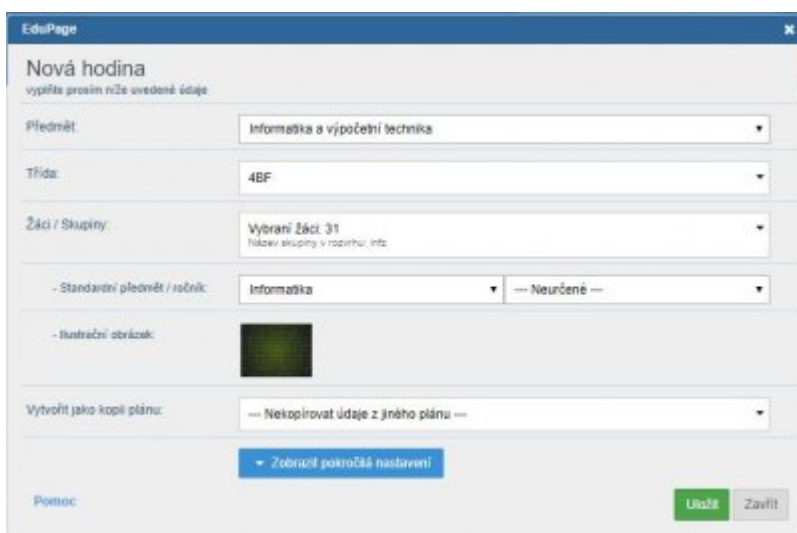 EduPage
Nová hodina
vyplňte prosím níže uvedené údaje
Předmět:
Informatika a výpočetní technika
Třída:
4BF
Žáci / Skupiny:
Vybraní žáci: 31
Název skupiny v rozvrhu: Info
- Standardní předmět / ročník:
Informatika
--- Neurčené ---
- Ilustrační obrázek:
Vytvořit jako kopii plánu:
--- Nekopírovat údaje z jiného plánu ---
Zobrazit pokročilá nastavení
Pomoc
Uložit
Zavřít